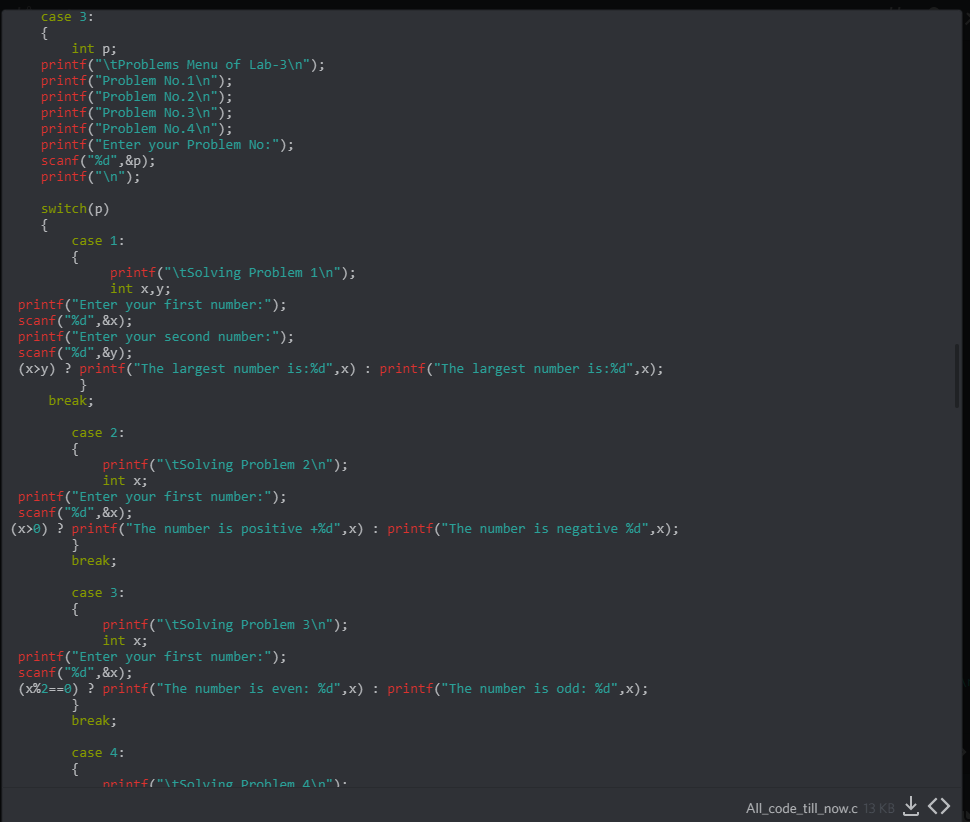 case 3:
{
int p;
printf("\tProblems Menu of Lab-3\n");
printf("Problem No.1\n");
printf("Problem No.2\n");
printf("Problem No.3\n");
printf("Problem No.4\n");
printf("Enter your Problem No:");
scanf("%d",&p);
printf("\n");
switch(p)
{
case 1:
{
printf("\tSolving Problem 1\n");
int x,y;
printf("Enter your first number:");
scanf("%d",&x);
printf("Enter your second number:");
scanf("%d",&y);
(x>y) ? printf("The largest number is:%d",x) : printf("The largest number is:%d",x);
}
break;
case 2:
{
printf("\tSolving Problem 2\n");
int x;
printf("Enter your first number:");
scanf("%d",&x);
(x>0) ? printf("The number is positive +%d",x) : printf("The number is negative %d",x);
}
break;
case 3:
{
printf("\tSolving Problem 3\n");
int x;
printf("Enter your first number:");
scanf("%d",&x);
(x%2==0) ? printf("The number is even: %d",x) : printf("The number is odd: %d",x);
}
break;
case 4:
{
printf("\tSolving Problem 4\n");
All_code_till_now.c 13 KB